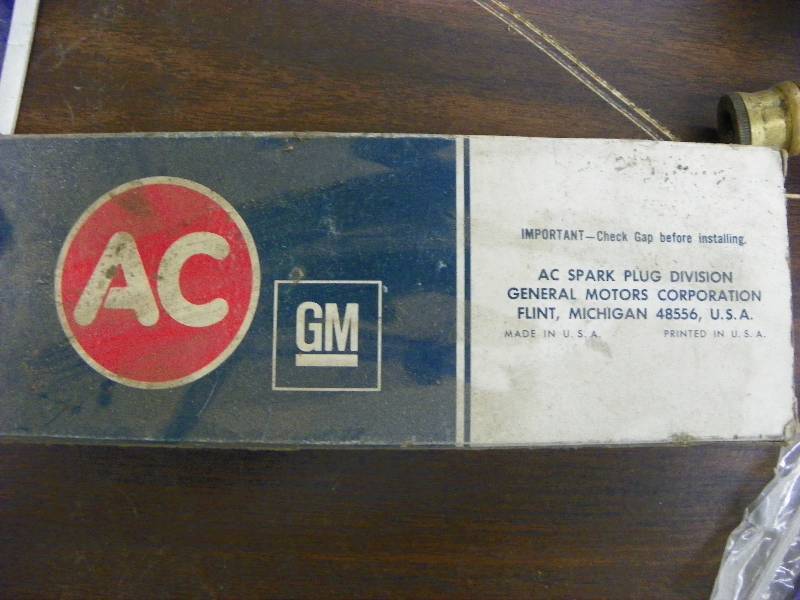 AC
GM
IMPORTANT—Check Gap before installing.
AC SPARK PLUG DIVISION
GENERAL MOTORS CORPORATION
FLINT, MICHIGAN 48556, U.S.A.
MADE IN U.S.A. PRINTED IN U.S.A.